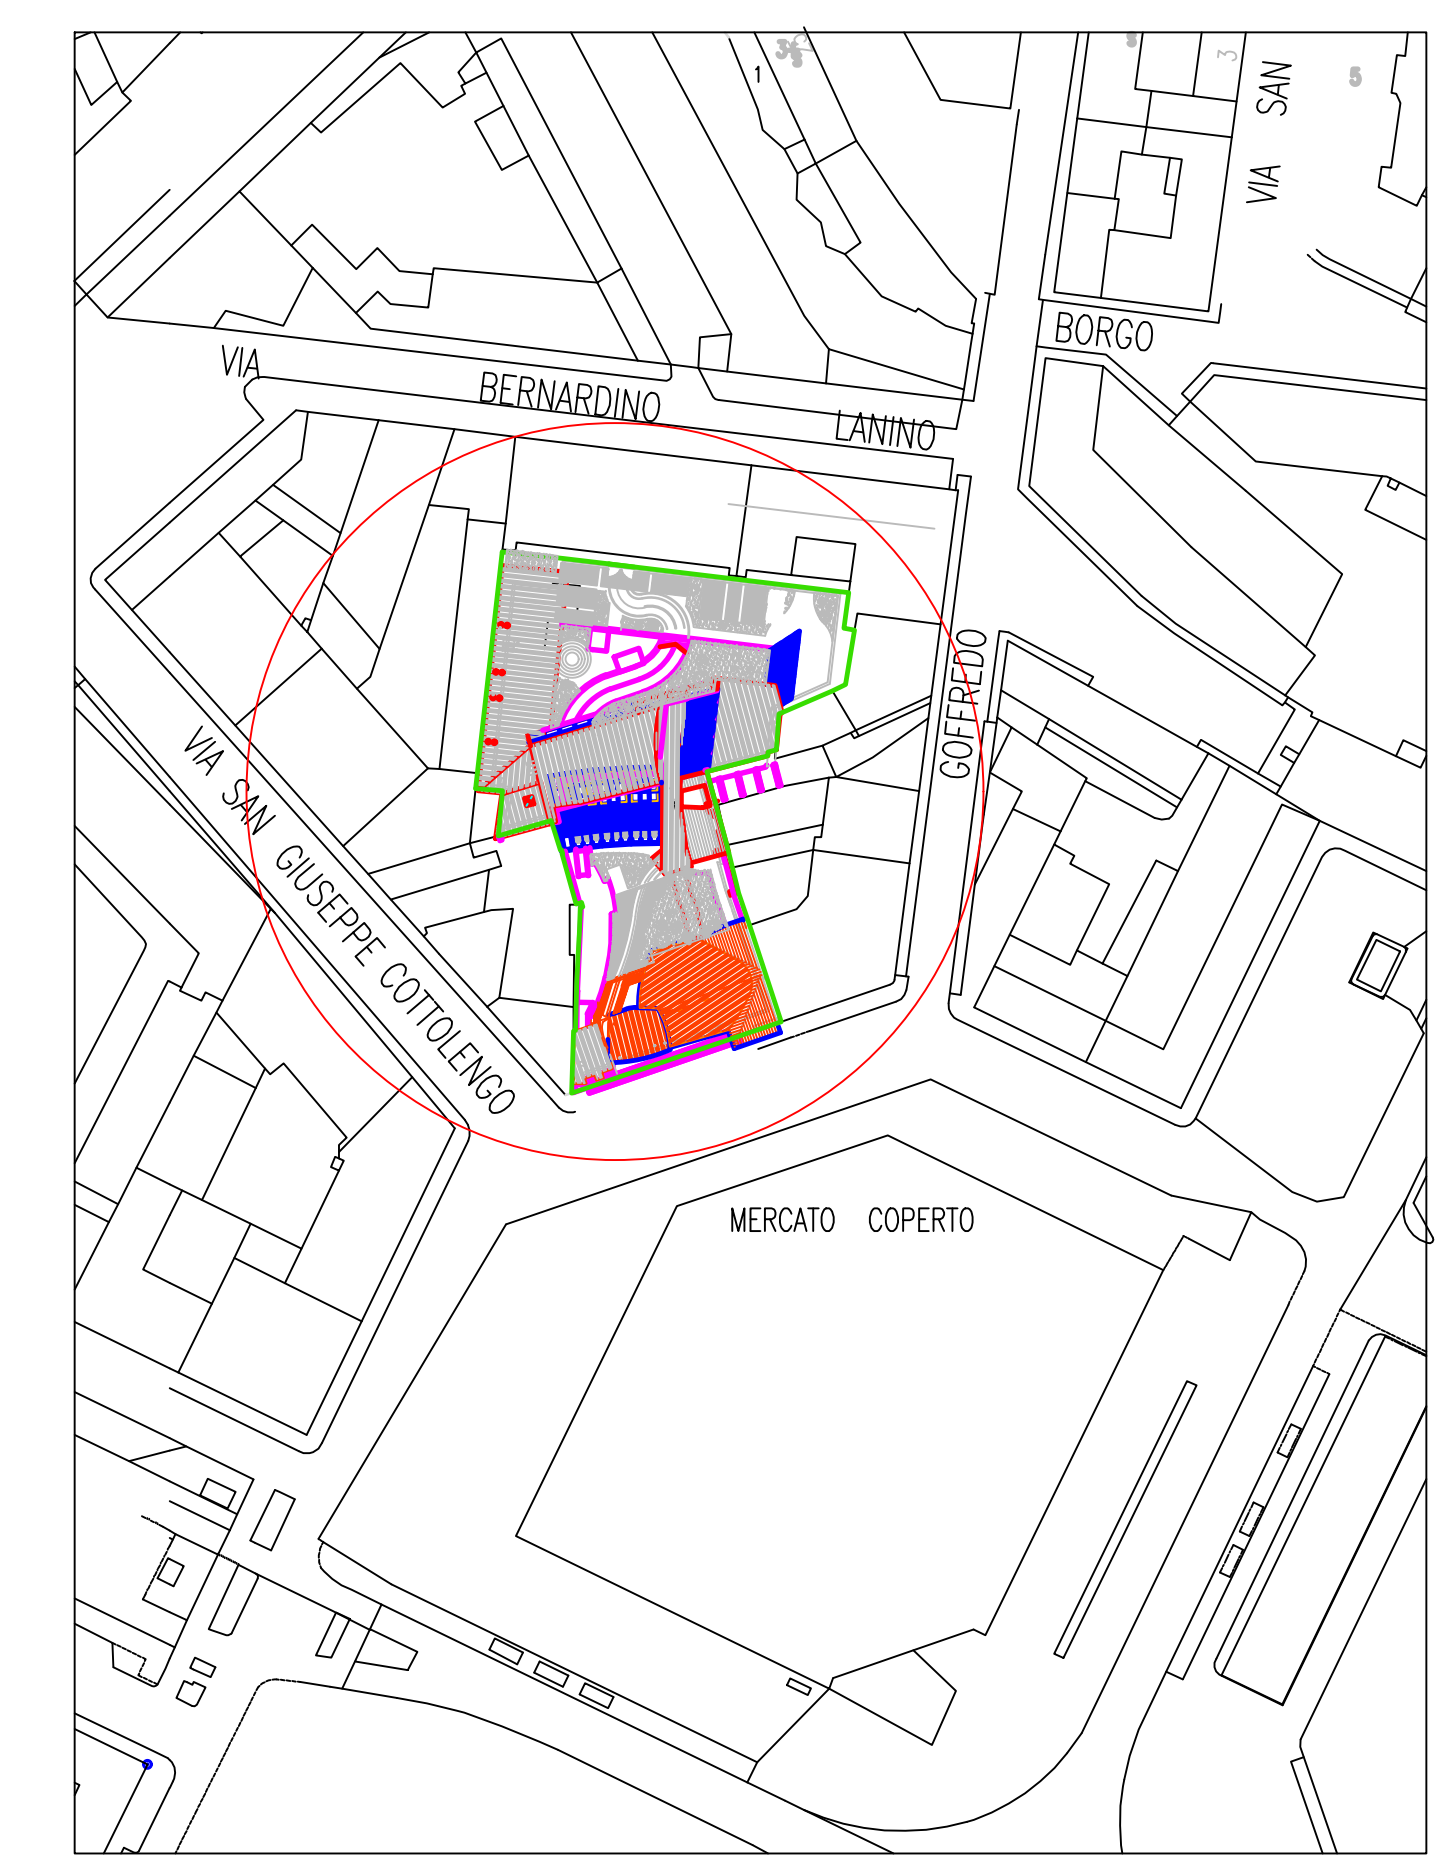 1
3
5
VIA SAN
BORGO
VIA BERNARDINO LANINO
GOFFREDO
VIA SAN GIUSEPPE COTTOLENGO
MERCATO COPERTO